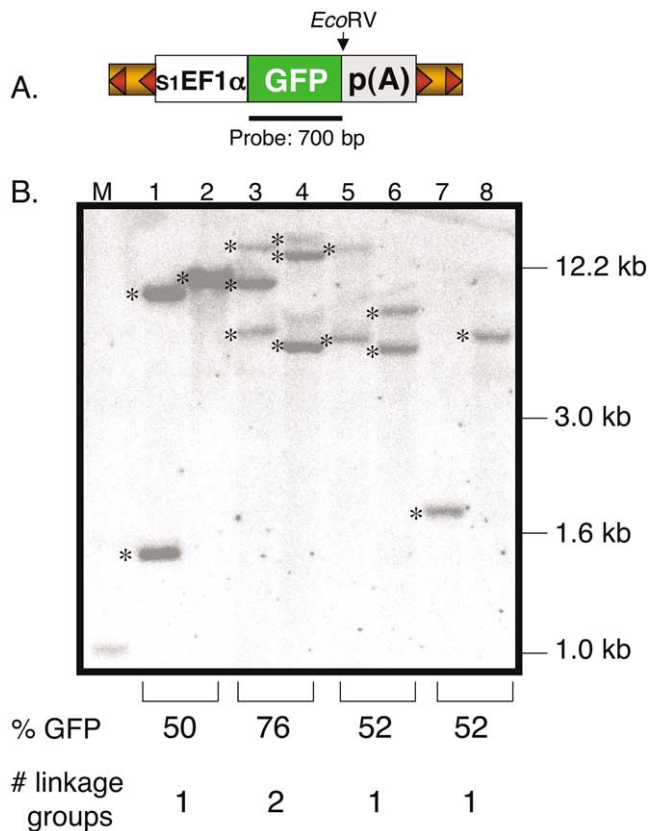 EcoRV
A.
S1EF1α GFP p(A)
Probe: 700 bp
B.
M 1 2 3 4 5 6 7 8
* * * * * * * * * * * * * *
12.2 kb
3.0 kb
1.6 kb
1.0 kb
% GFP 50 76 52 52
# linkage
groups 1 2 1 1